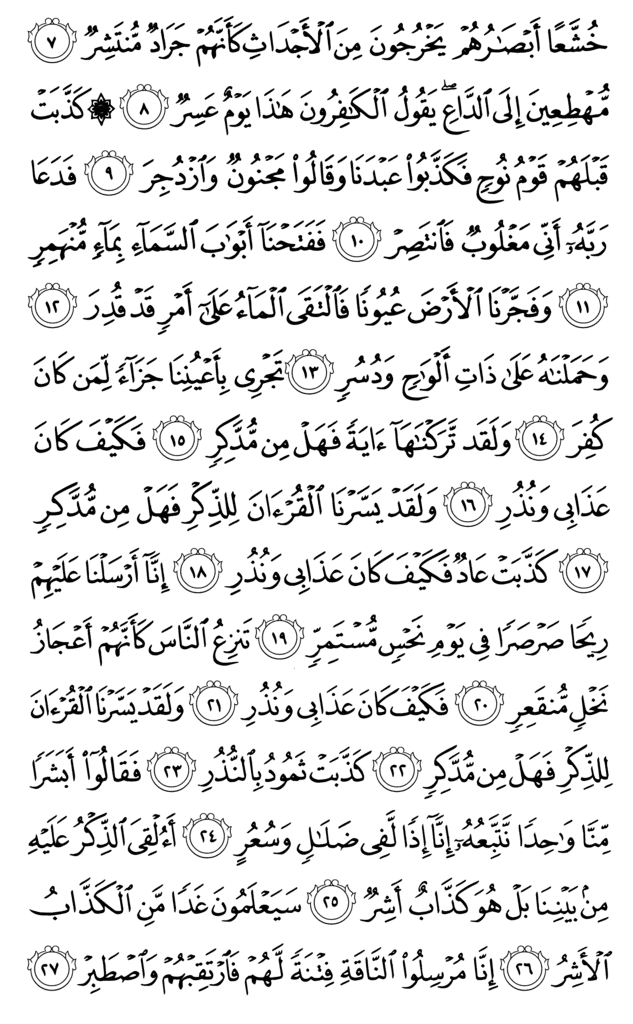 خُشَّعًا أَبْصَٰرُهُمْ يَخْرُجُونَ مِنَ ٱلْأَجْدَاثِ كَأَنَّهُمْ جَرَادٌ مُّنتَشِرٌ ٧
مُّهْطِعِينَ إِلَى ٱلدَّاعِ ۖ يَقُولُ ٱلْكَٰفِرُونَ هَٰذَا يَوْمٌ عَسِرٌ ٨ ۞ كَذَّبَتْ
قَبْلَهُمْ قَوْمُ نُوحٍ فَكَذَّبُوا۟ عَبْدَنَا وَقَالُوا۟ مَجْنُونٌ وَٱزْدُجِرَ ٩ فَدَعَا
رَبَّهُۥٓ أَنِّى مَغْلُوبٌ فَٱنتَصِرْ ١٠ فَفَتَحْنَآ أَبْوَٰبَ ٱلسَّمَآءِ بِمَآءٍ مُّنْهَمِرٍ
١١ وَفَجَّرْنَا ٱلْأَرْضَ عُيُونًا فَٱلْتَقَى ٱلْمَآءُ عَلَىٰٓ أَمْرٍ قَدْ قُدِرَ ١٢
وَحَمَلْنَٰهُ عَلَىٰ ذَاتِ أَلْوَٰحٍ وَدُسُرٍ ١٣ تَجْرِى بِأَعْيُنِنَا جَزَآءً لِّمَن كَانَ
كُفِرَ ١٤ وَلَقَد تَّرَكْنَٰهَآ ءَايَةً فَهَلْ مِن مُّدَّكِرٍ ١٥ فَكَيْفَ كَانَ
عَذَابِى وَنُذُرِ ١٦ وَلَقَدْ يَسَّرْنَا ٱلْقُرْءَانَ لِلذِّكْرِ فَهَلْ مِن مُّدَّكِرٍ
١٧ كَذَّبَتْ عَادٌ فَكَيْفَ كَانَ عَذَابِى وَنُذُرِ ١٨ إِنَّآ أَرْسَلْنَا عَلَيْهِمْ
رِيحًا صَرْصَرًا فِى يَوْمِ نَحْسٍ مُّسْتَمِرٍّ ١٩ تَنزِعُ ٱلنَّاسَ كَأَنَّهُمْ أَعْجَازُ
نَخْلٍ مُّنقَعِرٍ ٢٠ فَكَيْفَ كَانَ عَذَابِى وَنُذُرِ ٢١ وَلَقَدْ يَسَّرْنَا ٱلْقُرْءَانَ
لِلذِّكْرِ فَهَلْ مِن مُّدَّكِرٍ ٢٢ كَذَّبَتْ ثَمُودُ بِٱلنُّذُرِ ٢٣ فَقَالُوٓا۟ أَبَشَرًا
مِّنَّا وَٰحِدًا نَّتَّبِعُهُۥٓ إِنَّآ إِذًا لَّفِى ضَلَٰلٍ وَسُعُرٍ ٢٤ أَءُلْقِىَ ٱلذِّكْرُ عَلَيْهِ
مِنۢ بَيْنِنَا بَلْ هُوَ كَذَّابٌ أَشِرٌ ٢٥ سَيَعْلَمُونَ غَدًا مَّنِ ٱلْكَذَّابُ
ٱلْأَشِرُ ٢٦ إِنَّا مُرْسِلُوا۟ ٱلنَّاقَةِ فِتْنَةً لَّهُمْ فَٱرْتَقِبْهُمْ وَٱصْطَبِرْ ٢٧